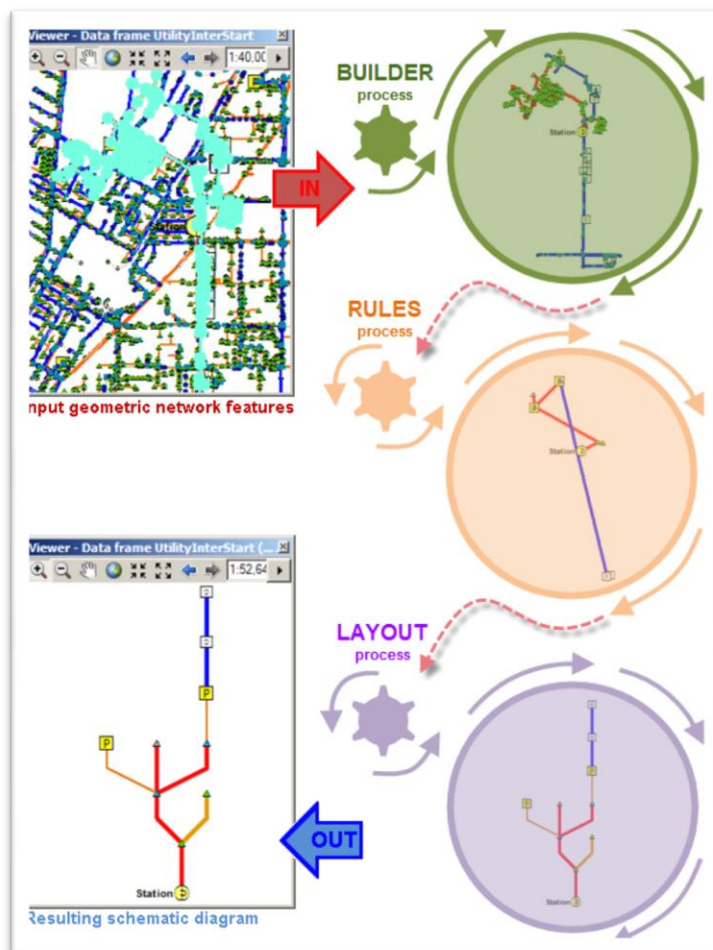 Viewer - Data frame UtilityInterStart
1:40,00
Station
nput geometric network features
IN
BUILDER
process
Station
RULES
process
Station
Viewer - Data frame UtilityInterStart (...
1:52,64
P
P
Station
Resulting schematic diagram
OUT
LAYOUT
process
P
P
Station